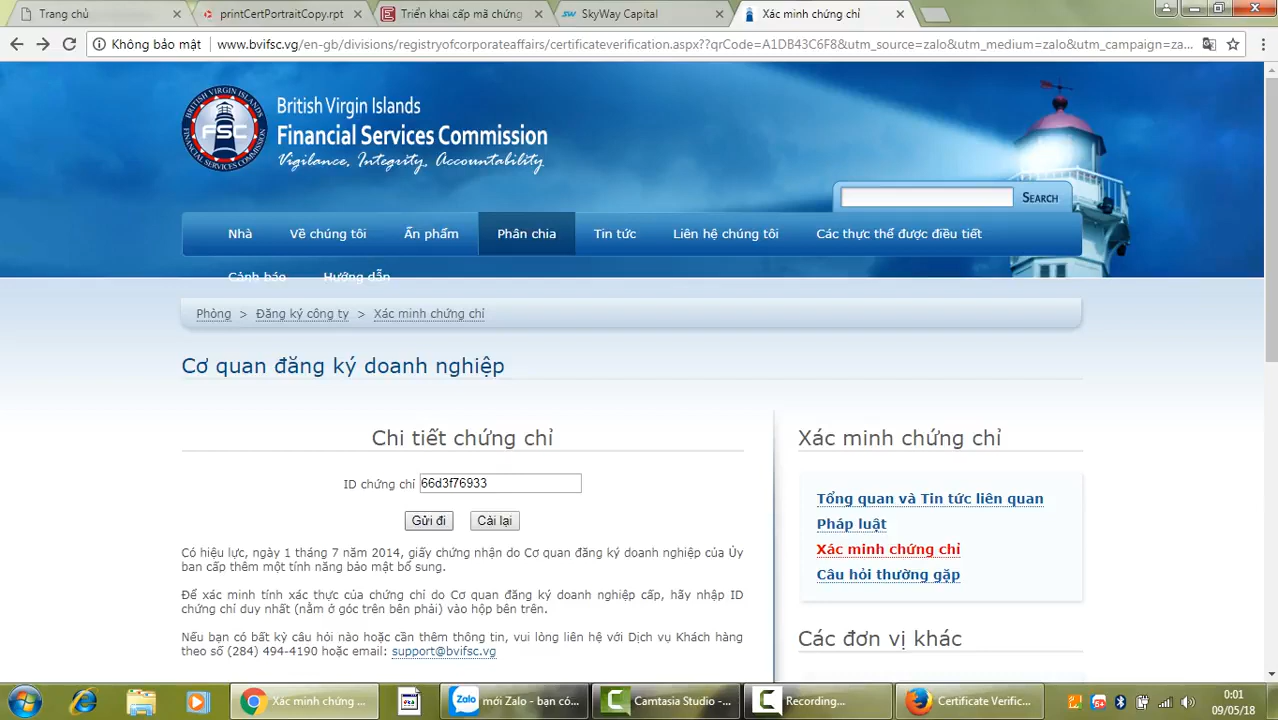 Trang chủ
printCertPortraitCopy.rpt
Triển khai cấp mã chứng
SkyWay Capital
Xác minh chứng chỉ
Không bảo mật
www.bvifsc.vg/en-gb/divisions/registryofcorporateaffairs/certificateverification.aspx??qrCode=A1DB43C6F8&utm_source=zalo&utm_medium=zalo&utm_campaign=za...
FSC
BRITISH VIRGIN ISLANDS
FINANCIAL SERVICES COMMISSION
British Virgin Islands
Financial Services Commission
Vigilance, Integrity, Accountability
SEARCH
Nhà
Về chúng tôi
Ấn phẩm
Phân chia
Tin tức
Liên hệ chúng tôi
Các thực thể được điều tiết
Cảnh báo
Hướng dẫn
Phòng > Đăng ký công ty > Xác minh chứng chỉ
Cơ quan đăng ký doanh nghiệp
Chi tiết chứng chỉ
ID chứng chỉ 66d3f76933
Gửi đi
Cài lại
Có hiệu lực, ngày 1 tháng 7 năm 2014, giấy chứng nhận do Cơ quan đăng ký doanh nghiệp của Ủy
ban cấp thêm một tính năng bảo mật bổ sung.
Để xác minh tính xác thực của chứng chỉ do Cơ quan đăng ký doanh nghiệp cấp, hãy nhập ID
chứng chỉ duy nhất (nằm ở góc trên bên phải) vào hộp bên trên.
Nếu bạn có bất kỳ câu hỏi nào hoặc cần thêm thông tin, vui lòng liên hệ với Dịch vụ Khách hàng
theo số (284) 494-4190 hoặc email: support@bvifsc.vg
Xác minh chứng chỉ
Tổng quan và Tin tức liên quan
Pháp luật
Xác minh chứng chỉ
Câu hỏi thường gặp
Các đơn vị khác
Xác minh chứng ...
Zalo
mới Zalo - bạn có...
Camtasia Studio -...
Recording...
Certificate Verific...
0:01
09/05/18